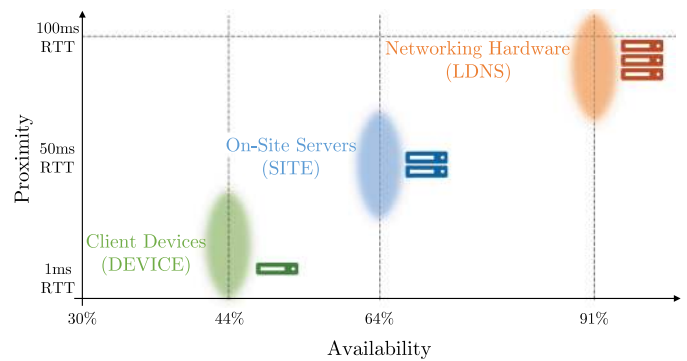 100ms
RTT
Networking Hardware
(LDNS)
Proximity
50ms
RTT
On-Site Servers
(SITE)
Client Devices
(DEVICE)
1ms
RTT
30%
44%
64%
91%
Availability